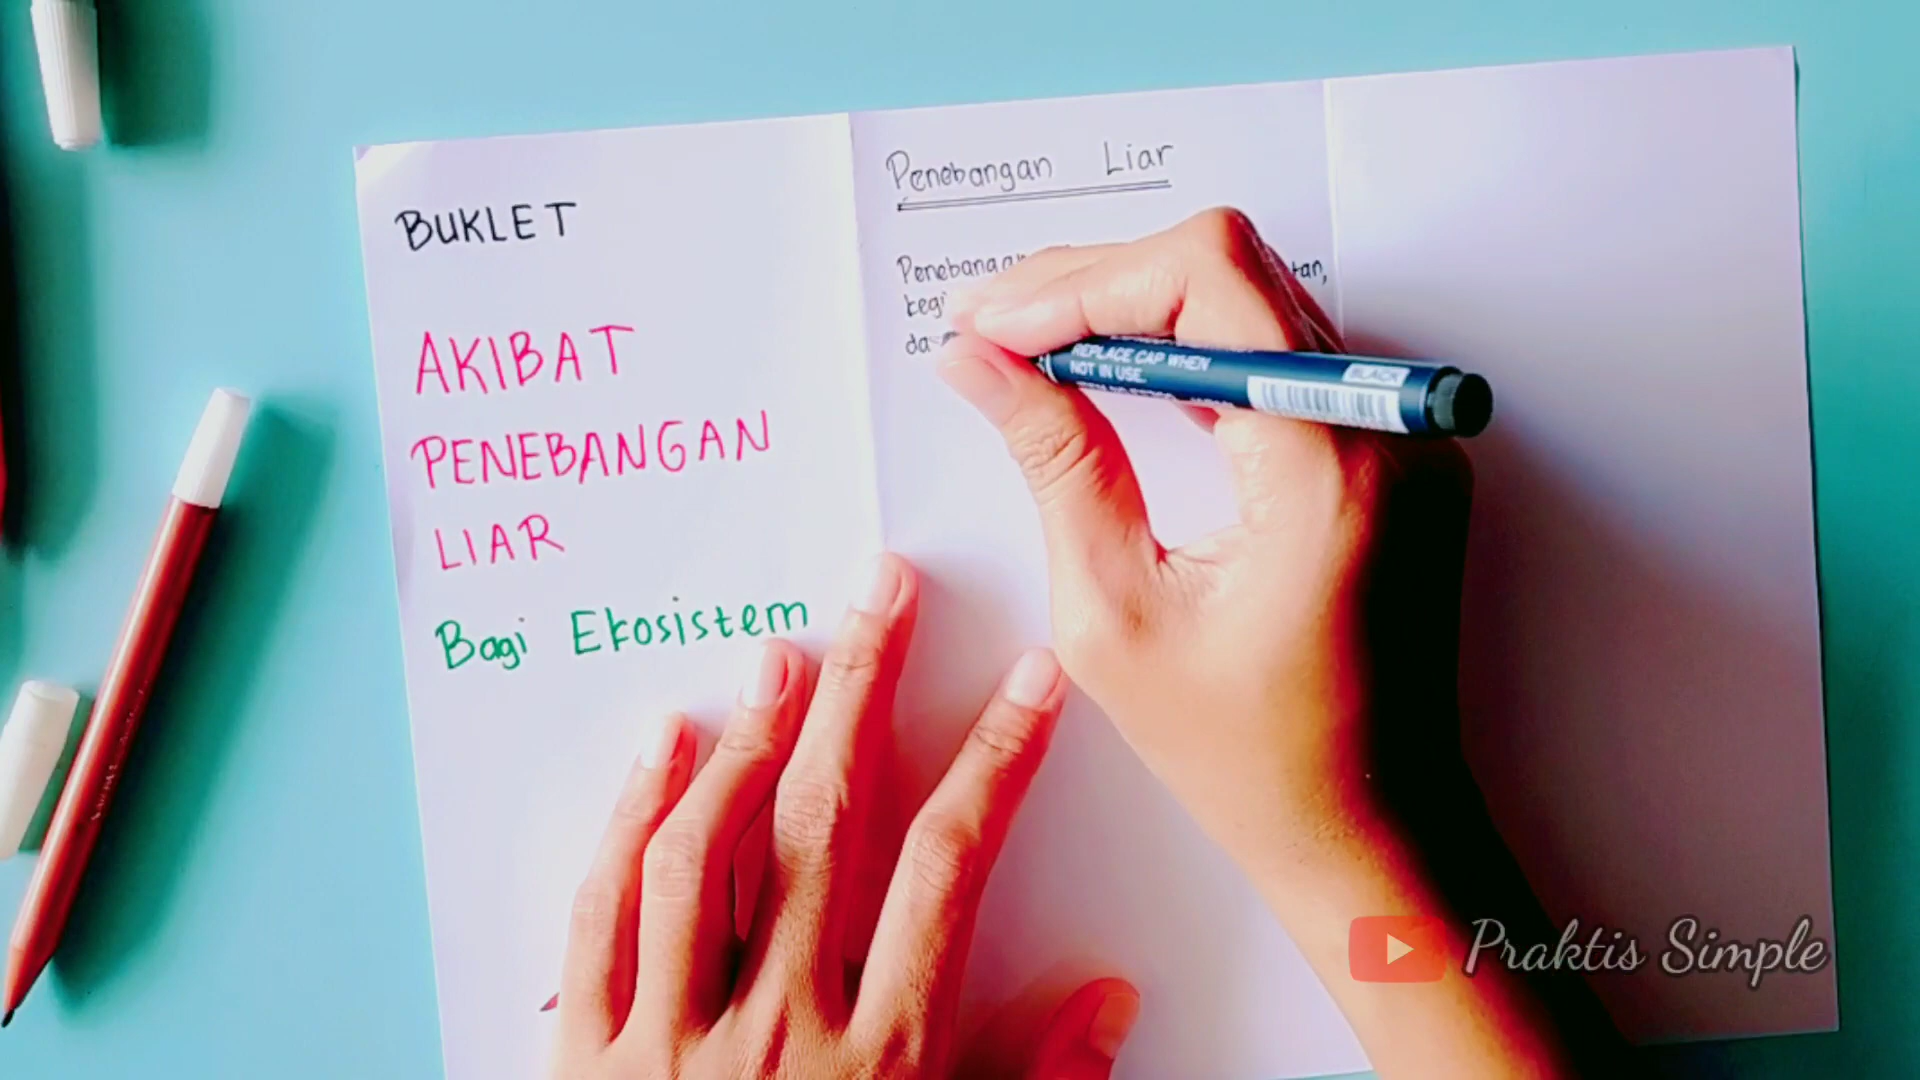 BUKLET
AKIBAT
PENEBANGAN
LIAR
Bagi Ekosistem
Penebangan Liar
REPLACE CAP WHEN
NOT IN USE.
BLACK
Praktis Simple